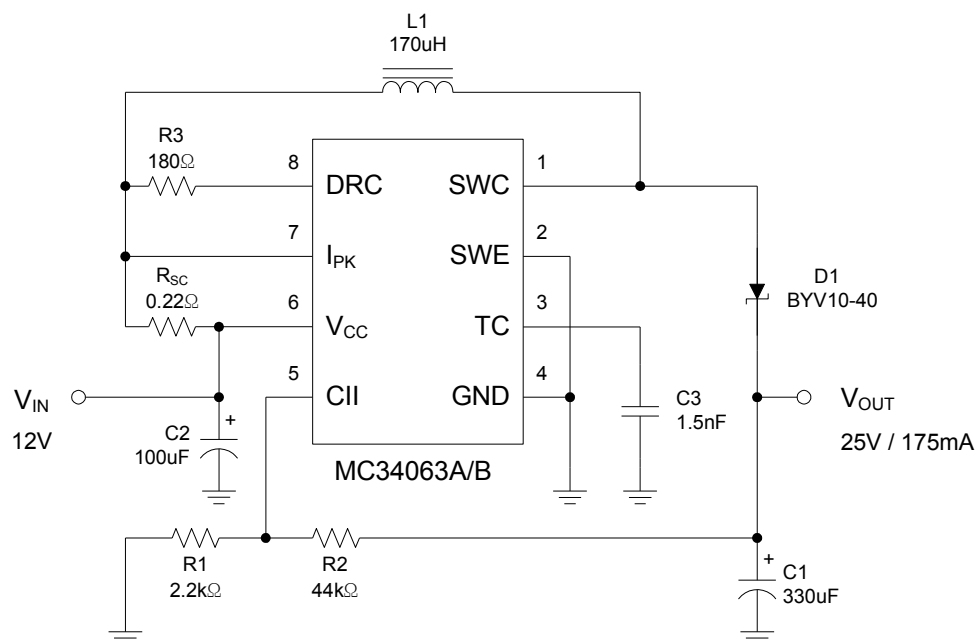 L1
170uH
R3
180Ω
8
DRC
SWC
1
7
I_PK
SWE
2
R_SC
0.22Ω
6
V_CC
TC
3
5
CII
GND
4
D1
BYV10-40
V_IN
12V
C2
100uF
+
C3
1.5nF
V_OUT
25V / 175mA
MC34063A/B
R1
2.2kΩ
R2
44kΩ
+
C1
330uF